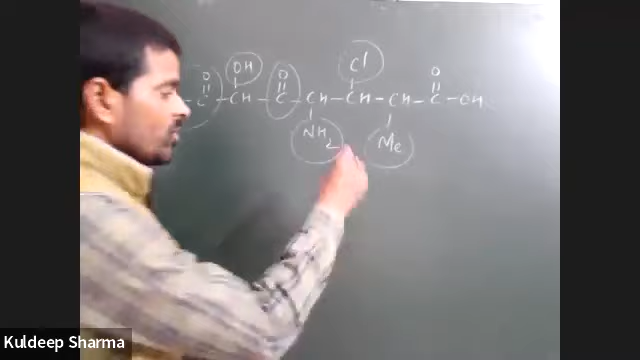 O OH O Cl O
|| | || | ||
- C - CH - C - CH - CH - CH - C - OH
| |
NH2 Me
Kuldeep Sharma